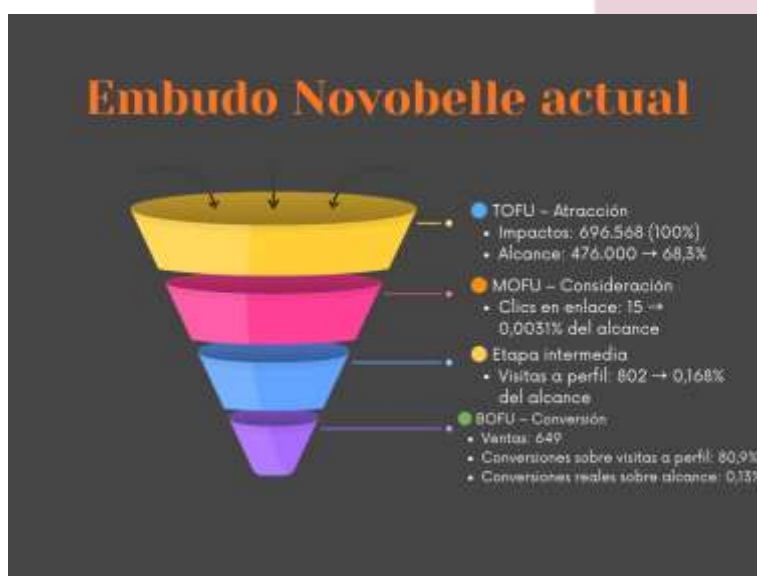 Embudo Novobelle actual
TOFU – Atracción
• Impactos: 696.568 (100%)
• Alcance: 476.000 → 68,3%
MOFU – Consideración
• Clics en enlace: 15 →
0,0031% del alcance
Etapa intermedia
• Visitas a perfil: 802 → 0,168%
del alcance
BOFU – Conversión
• Ventas: 649
• Conversiones sobre visitas a perfil: 80,9%
• Conversiones reales sobre alcance: 0,13%